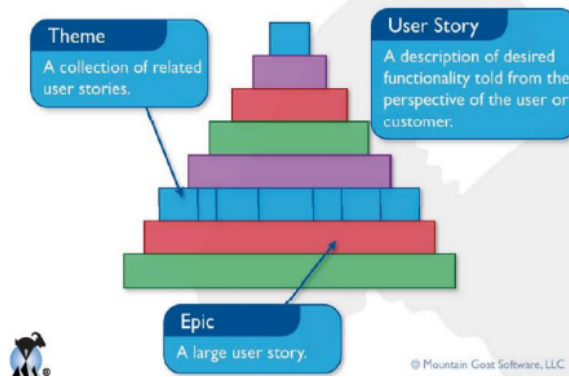 Theme
A collection of related
user stories.
User Story
A description of desired
functionality told from the
perspective of the user or
customer.
Epic
A large user story.
®
© Mountain Goat Software, LLC